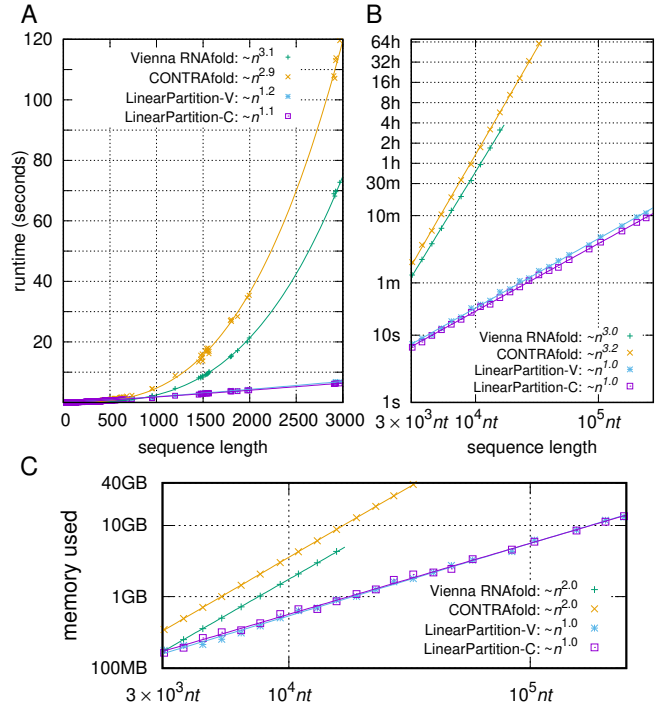 A
120
100
80
60
40
20
runtime (seconds)
Vienna RNAfold: ~n^3.1
CONTRAfold: ~n^2.9
LinearPartition-V: ~n^1.2
LinearPartition-C: ~n^1.1
0 500 1000 1500 2000 2500 3000
sequence length
B
64h
32h
16h
8h
4h
2h
1h
30m
10m
1m
10s
1s
Vienna RNAfold: ~n^3.0
CONTRAfold: ~n^3.2
LinearPartition-V: ~n^1.0
LinearPartition-C: ~n^1.0
3 × 10^3nt 10^4nt 10^5nt
sequence length
C
40GB
10GB
1GB
100MB
memory used
Vienna RNAfold: ~n^2.0
CONTRAfold: ~n^2.0
LinearPartition-V: ~n^1.0
LinearPartition-C: ~n^1.0
3 × 10^3nt 10^4nt 10^5nt